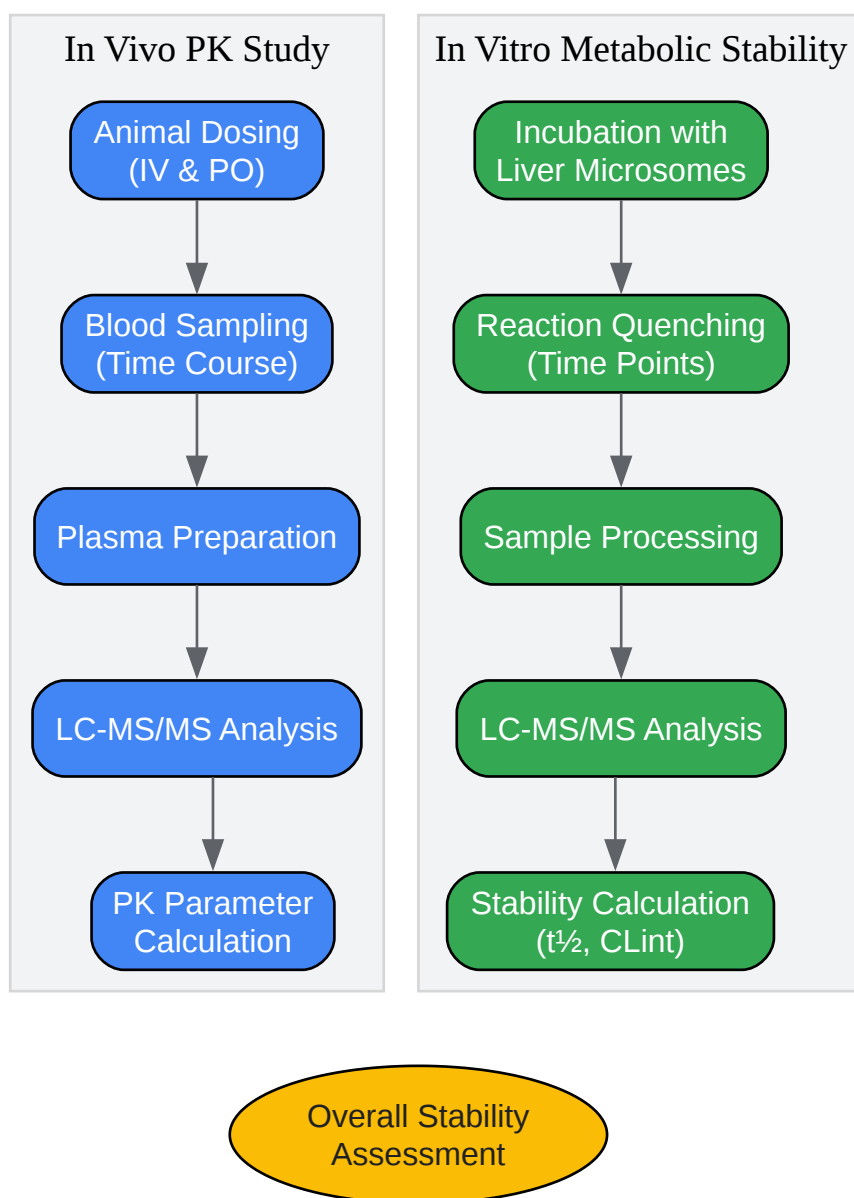 In Vivo PK Study
Animal Dosing
(IV & PO)
Blood Sampling
(Time Course)
Plasma Preparation
LC-MS/MS Analysis
PK Parameter
Calculation
In Vitro Metabolic Stability
Incubation with
Liver Microsomes
Reaction Quenching
(Time Points)
Sample Processing
LC-MS/MS Analysis
Stability Calculation
(t½, CLint)
Overall Stability
Assessment